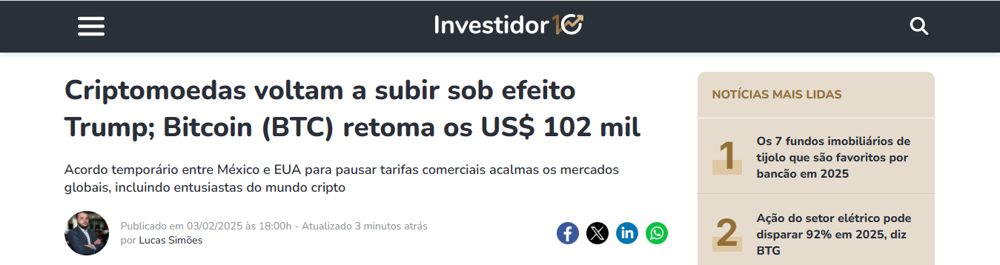 Investidor10
Criptomoedas voltam a subir sob efeito
Trump; Bitcoin (BTC) retoma os US$ 102 mil
Acordo temporário entre México e EUA para pausar tarifas comerciais acalmas os mercados
globais, incluindo entusiastas do mundo cripto
Publicado em 03/02/2025 às 18:00h - Atualizado 3 minutos atrás
por Lucas Simões
NOTÍCIAS MAIS LIDAS
1
Os 7 fundos imobiliários de
tijolo que são favoritos por
bancão em 2025
2
Ação do setor elétrico pode
disparar 92% em 2025, diz
BTG